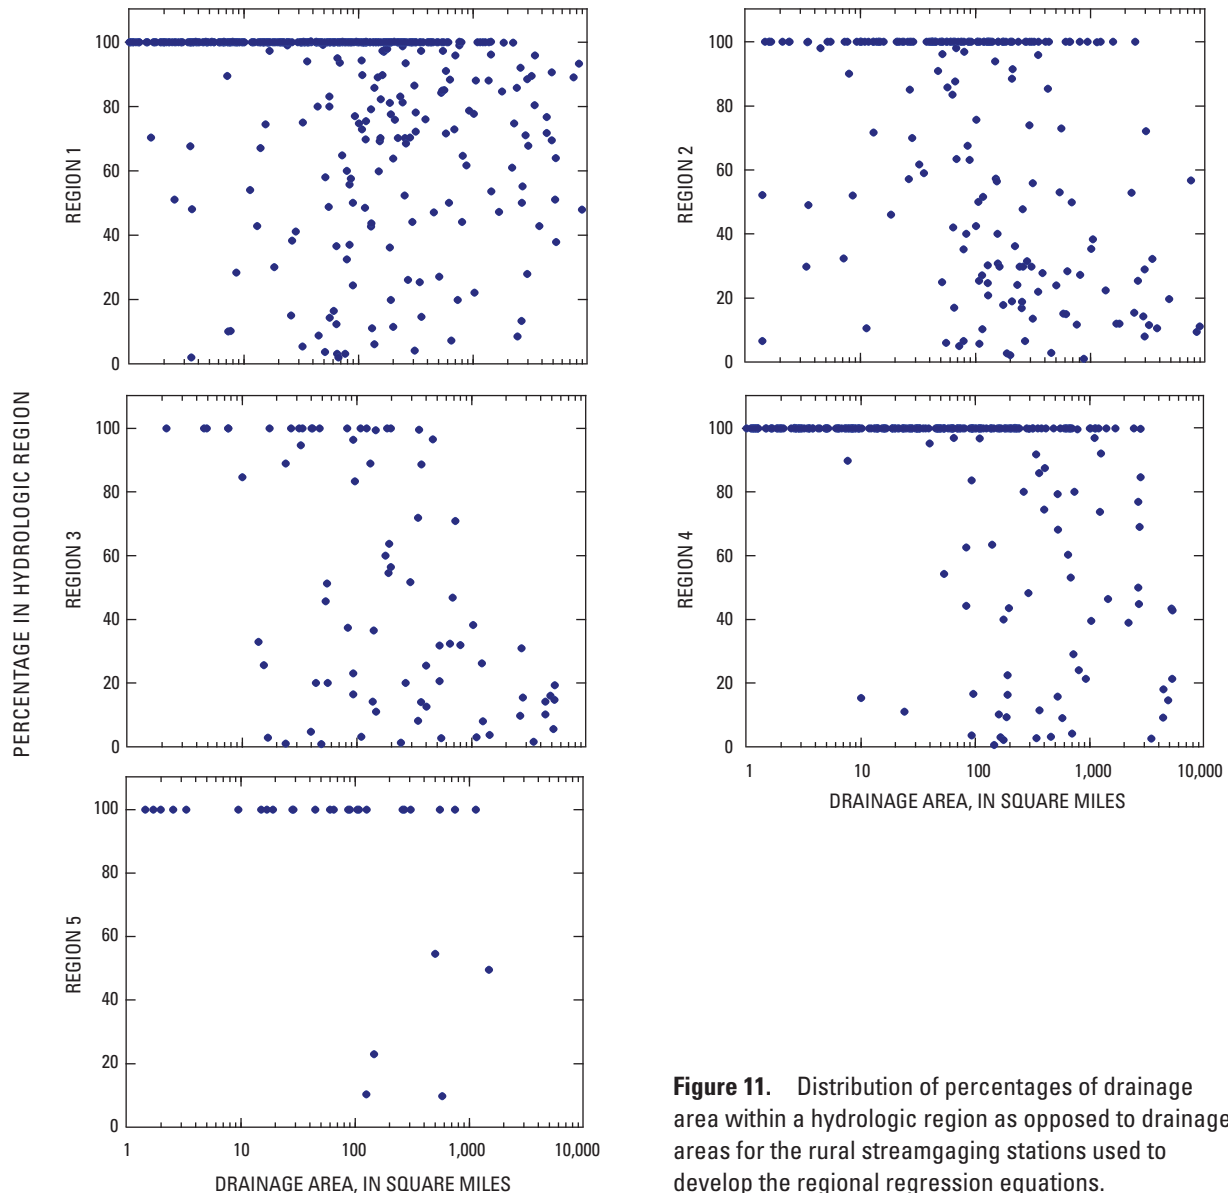 PERCENTAGE IN HYDROLOGIC REGION
REGION 1
100
80
60
40
20
0
REGION 2
100
80
60
40
20
0
REGION 3
100
80
60
40
20
0
REGION 4
100
80
60
40
20
0
1 10 100 1,000 10,000
DRAINAGE AREA, IN SQUARE MILES
REGION 5
100
80
60
40
20
0
1 10 100 1,000 10,000
DRAINAGE AREA, IN SQUARE MILES
Figure 11. Distribution of percentages of drainage
area within a hydrologic region as opposed to drainage
areas for the rural streamgaging stations used to
develop the regional regression equations.